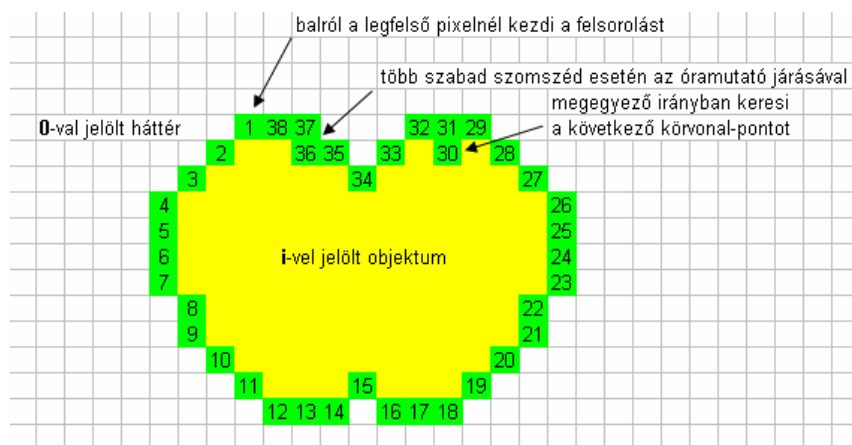 balról a legfelső pixelnél kezdi a felsorolást
több szabad szomszéd esetén az óramutató járásával
megegyező irányban keresi
a következő körvonal-pontot
0-val jelölt háttér
1 38 37 32 31 29
2 36 35 33 30 28
3 34 27
4 26
5 25
6 i-vel jelölt objektum 24
7 23
8 22
9 21
10 20
11 15 19
12 13 14 16 17 18